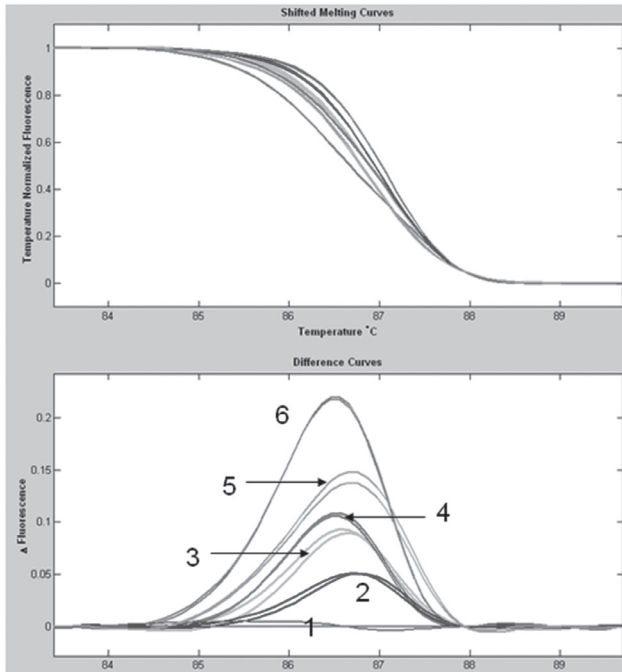 Shifted Melting Curves
Temperature Normalized Fluorescence
1
0.8
0.6
0.4
0.2
0
84 85 86 87 88 89
Temperature °C
Difference Curves
Δ Fluorescence
0.2
0.15
0.1
0.05
0
6
5
4
3
2
1
84 85 86 87 88 89